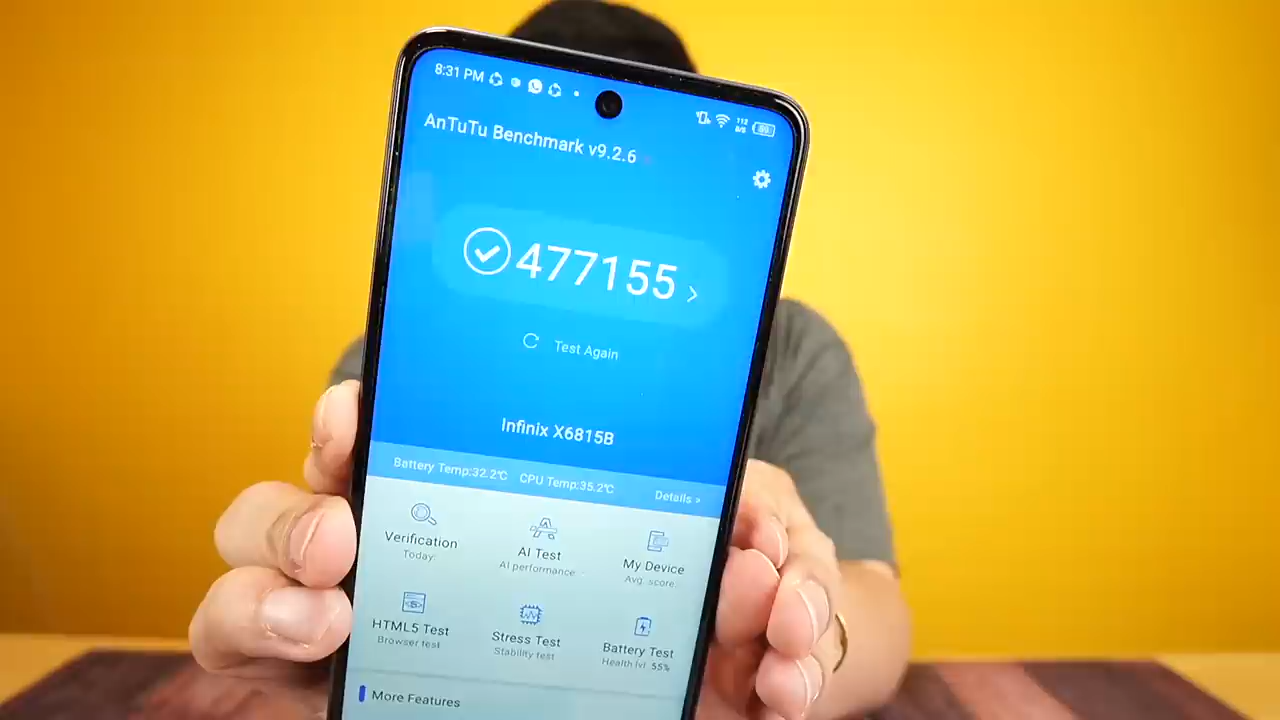 8:31 PM
AnTuTu Benchmark v9.2.6
477155
Test Again
Infinix X6815B
Battery Temp:32.2℃ CPU Temp:35.2℃ Details »
Verification
Today:
AI Test
AI performance
My Device
Avg. score:
HTML5 Test
Browser test
Stress Test
Stability test
Battery Test
Health lvl. 55%
More Features